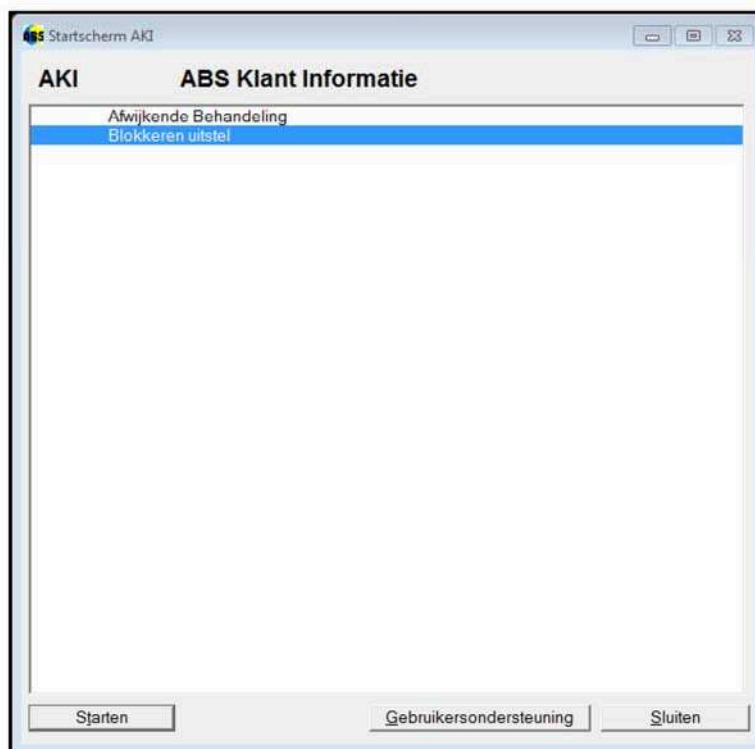 ABS Startscherm AKI
AKI ABS Klant Informatie
Afwijkende Behandeling
Blokkeren uitstel
Starten Gebruikersondersteuning Sluiten